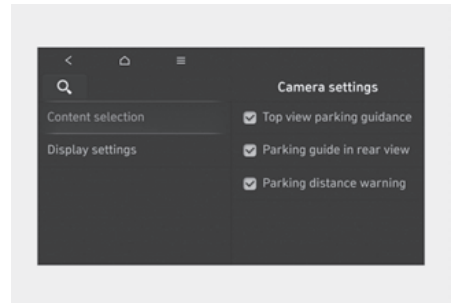 Camera settings
Content selection
Display settings
Top view parking guidance
Parking guide in rear view
Parking distance warning